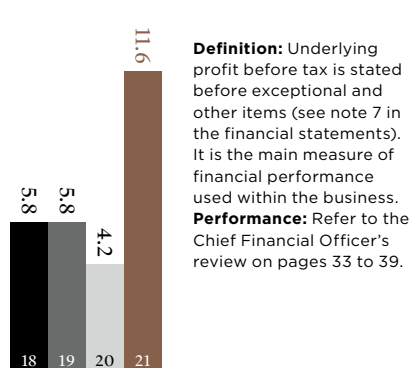 11.6
5.8
5.8
4.2
18
19
20
21
Definition: Underlying
profit before tax is stated
before exceptional and
other items (see note 7 in
the financial statements).
It is the main measure of
financial performance
used within the business.
Performance: Refer to the
Chief Financial Officer’s
review on pages 33 to 39.